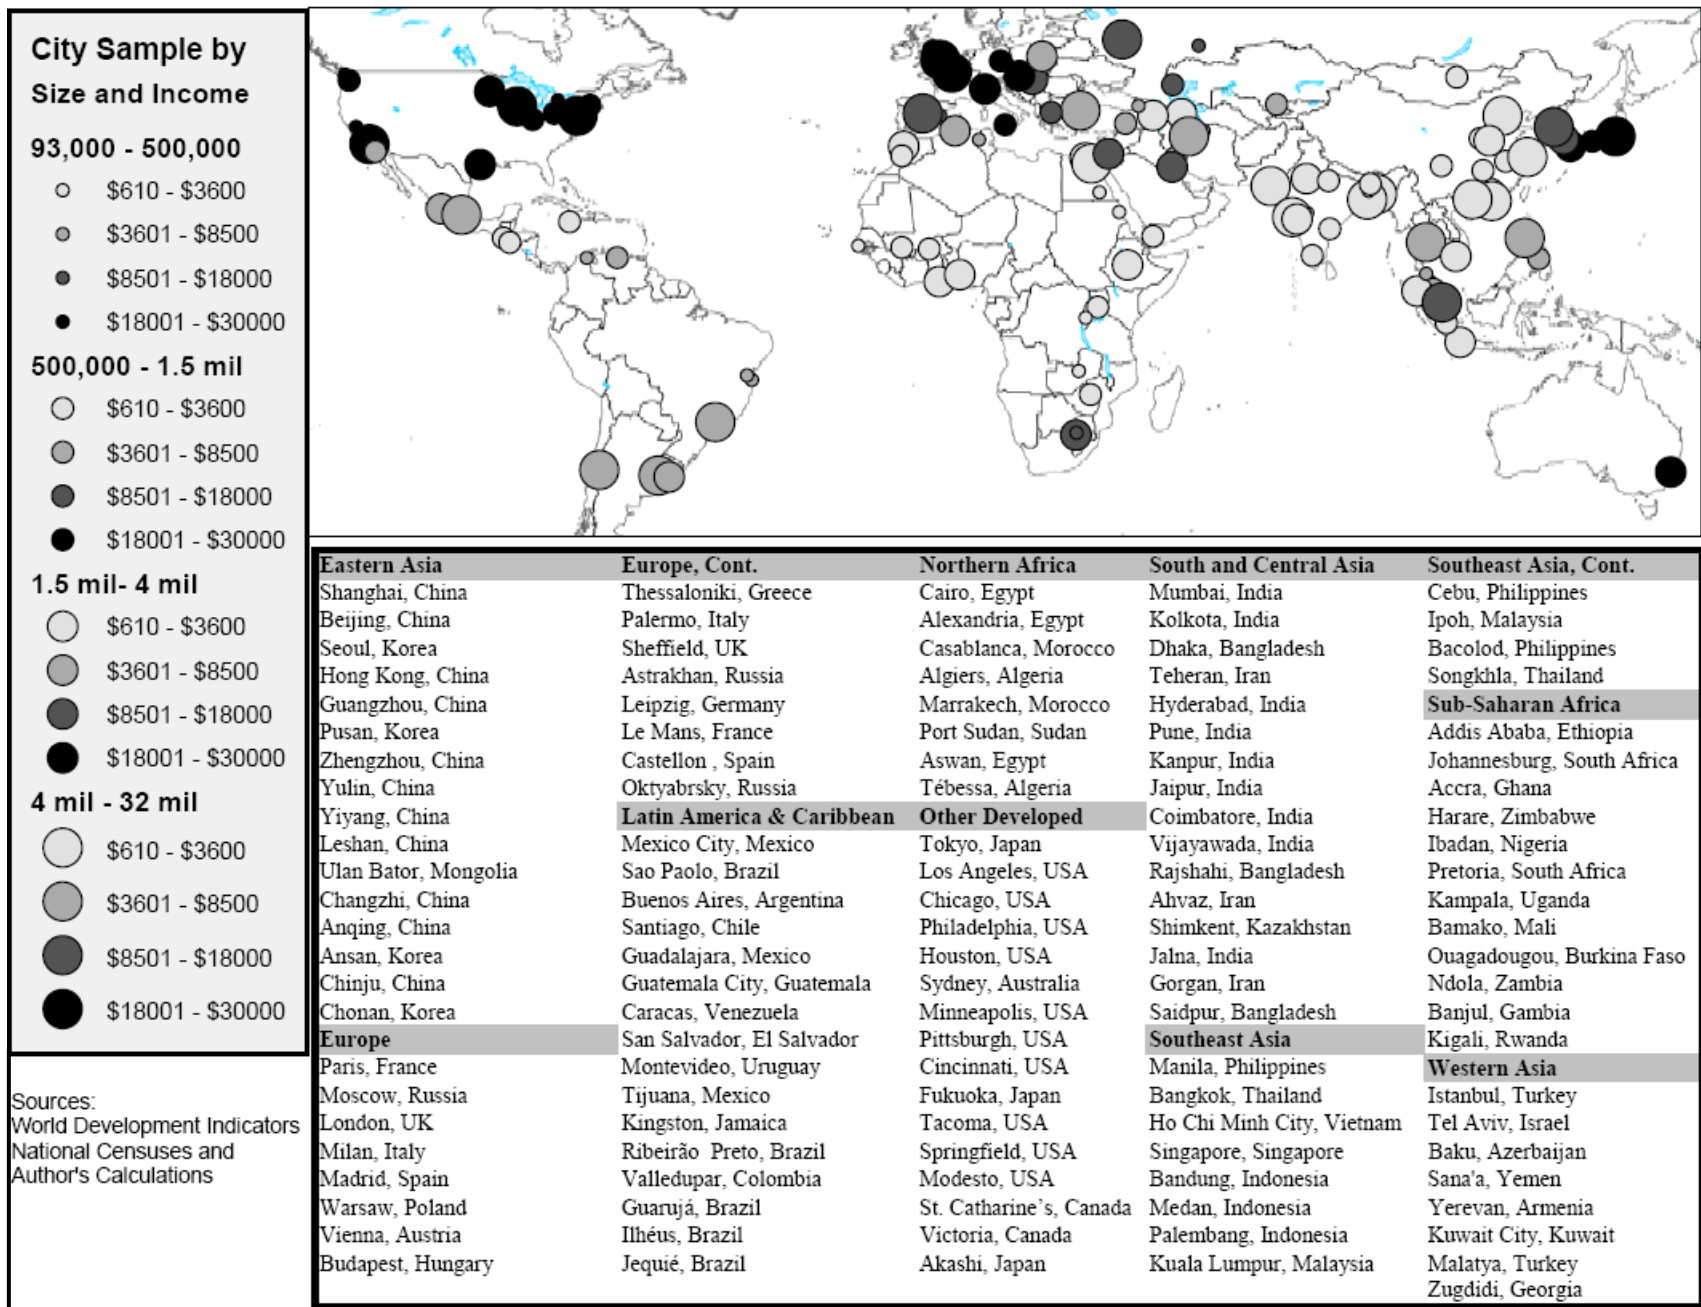 City Sample by
Size and Income
93,000 - 500,000
$610 - $3600
$3601 - $8500
$8501 - $18000
$18001 - $30000
500,000 - 1.5 mil
$610 - $3600
$3601 - $8500
$8501 - $18000
$18001 - $30000
1.5 mil- 4 mil
$610 - $3600
$3601 - $8500
$8501 - $18000
$18001 - $30000
4 mil - 32 mil
$610 - $3600
$3601 - $8500
$8501 - $18000
$18001 - $30000
Sources:
World Development Indicators
National Censuses and
Author's Calculations
Eastern Asia
Shanghai, China
Beijing, China
Seoul, Korea
Hong Kong, China
Guangzhou, China
Pusan, Korea
Zhengzhou, China
Yulin, China
Yiyang, China
Leshan, China
Ulan Bator, Mongolia
Changzhi, China
Anqing, China
Ansan, Korea
Chinju, China
Chonan, Korea
Europe
Paris, France
Moscow, Russia
London, UK
Milan, Italy
Madrid, Spain
Warsaw, Poland
Vienna, Austria
Budapest, Hungary
Europe, Cont.
Thessaloniki, Greece
Palermo, Italy
Sheffield, UK
Astrakhan, Russia
Leipzig, Germany
Le Mans, France
Castellon , Spain
Oktyabrsky, Russia
Latin America & Caribbean
Mexico City, Mexico
Sao Paolo, Brazil
Buenos Aires, Argentina
Santiago, Chile
Guadalajara, Mexico
Guatemala City, Guatemala
Caracas, Venezuela
San Salvador, El Salvador
Montevideo, Uruguay
Tijuana, Mexico
Kingston, Jamaica
Ribeirão Preto, Brazil
Valledupar, Colombia
Guarujá, Brazil
Ilhéus, Brazil
Jequié, Brazil
Northern Africa
Cairo, Egypt
Alexandria, Egypt
Casablanca, Morocco
Algiers, Algeria
Marrakech, Morocco
Port Sudan, Sudan
Aswan, Egypt
Tébessa, Algeria
Other Developed
Tokyo, Japan
Los Angeles, USA
Chicago, USA
Philadelphia, USA
Houston, USA
Sydney, Australia
Minneapolis, USA
Pittsburgh, USA
Cincinnati, USA
Fukuoka, Japan
Tacoma, USA
Springfield, USA
Modesto, USA
St. Catharine’s, Canada
Victoria, Canada
Akashi, Japan
South and Central Asia
Mumbai, India
Kolkota, India
Dhaka, Bangladesh
Teheran, Iran
Hyderabad, India
Pune, India
Kanpur, India
Jaipur, India
Coimbatore, India
Vijayawada, India
Rajshahi, Bangladesh
Ahvaz, Iran
Shimkent, Kazakhstan
Jalna, India
Gorgan, Iran
Saidpur, Bangladesh
Southeast Asia
Manila, Philippines
Bangkok, Thailand
Ho Chi Minh City, Vietnam
Singapore, Singapore
Bandung, Indonesia
Medan, Indonesia
Palembang, Indonesia
Kuala Lumpur, Malaysia
Southeast Asia, Cont.
Cebu, Philippines
Ipoh, Malaysia
Bacolod, Philippines
Songkhla, Thailand
Sub-Saharan Africa
Addis Ababa, Ethiopia
Johannesburg, South Africa
Accra, Ghana
Harare, Zimbabwe
Ibadan, Nigeria
Pretoria, South Africa
Kampala, Uganda
Bamako, Mali
Ouagadougou, Burkina Faso
Ndola, Zambia
Banjul, Gambia
Kigali, Rwanda
Western Asia
Istanbul, Turkey
Tel Aviv, Israel
Baku, Azerbaijan
Sana'a, Yemen
Yerevan, Armenia
Kuwait City, Kuwait
Malatya, Turkey
Zugdidi, Georgia